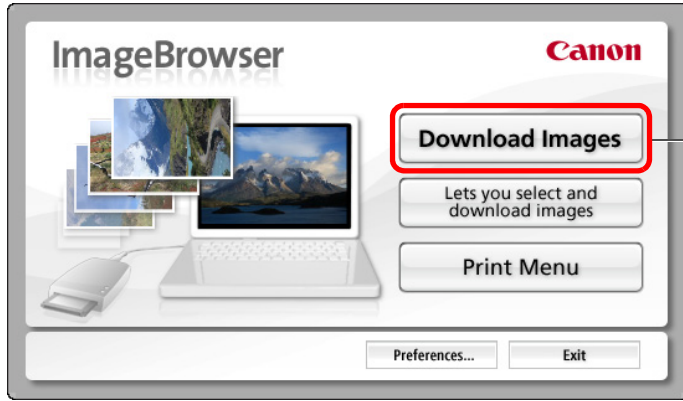 ImageBrowser
Canon
Download Images
Lets you select and
download images
Print Menu
Preferences...
Exit